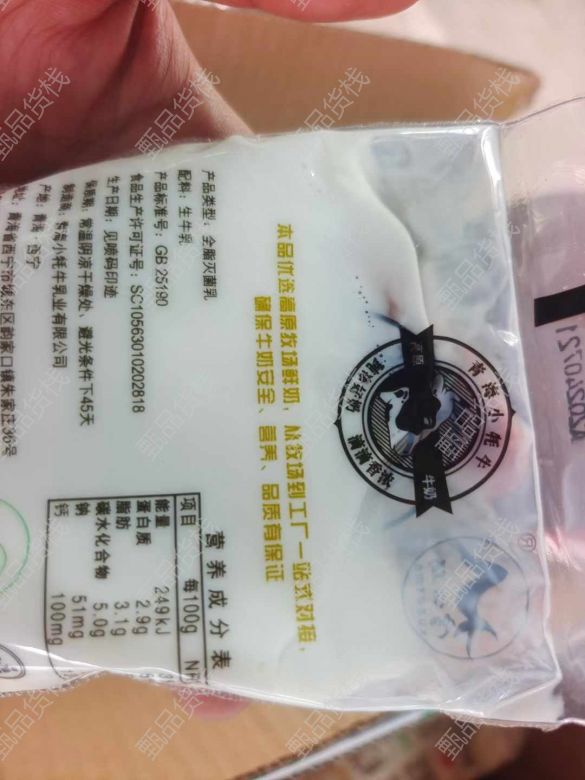 本品优选高原牧场鲜奶,从牧场到工厂一站式对接,
确保牛奶安全、营养、品质有保证
产品类型:全脂灭菌乳
配料:生牛乳
产品标准号:GB 25190
食品生产许可证号:SC10563010202818
生产日期:见喷码印迹
保质期:常温阴凉干燥处、避光条件下45天
制造商:青海小牦牛乳业有限公司
产地:青海·西宁
营养成分表
项目 每100g
能量 249kJ
蛋白质 2.9g
脂肪 3.1g
碳水化合物 5.0g
钠 51mg
钙 100mg
青海小牦牛
高原
牛奶
20240721
甄品货栈